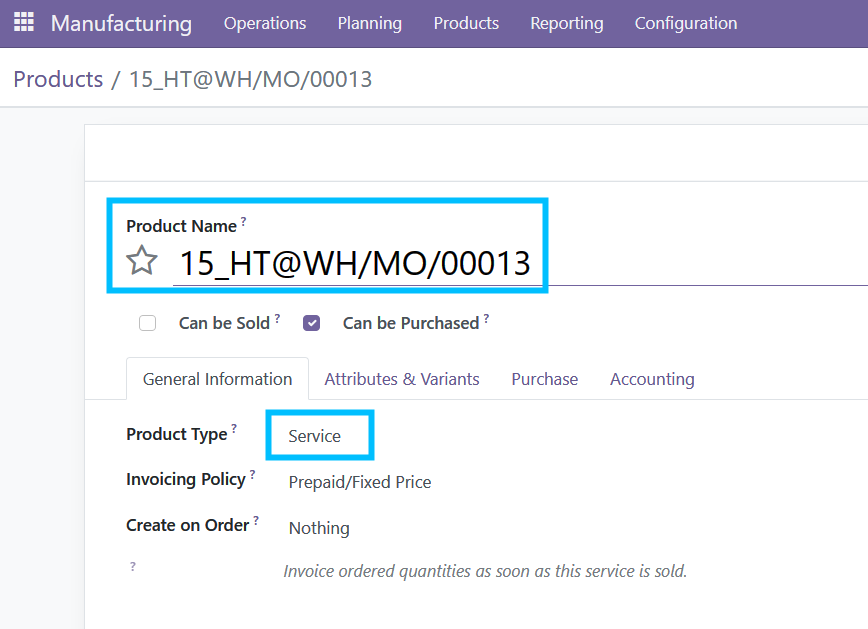 Manufacturing Operations Planning Products Reporting Configuration
Products / 15_HT@WH/MO/00013
Product Name ?
15_HT@WH/MO/00013
Can be Sold ? Can be Purchased ?
General Information Attributes & Variants Purchase Accounting
Product Type ? Service
Invoicing Policy ? Prepaid/Fixed Price
Create on Order ? Nothing
? Invoice ordered quantities as soon as this service is sold.